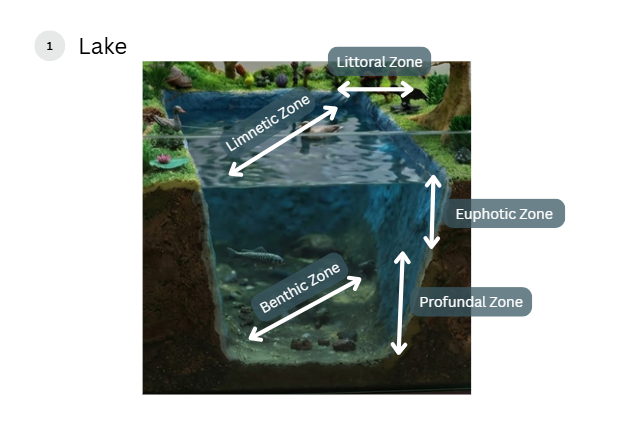 1 Lake
Littoral Zone
Limnetic Zone
Euphotic Zone
Benthic Zone
Profundal Zone